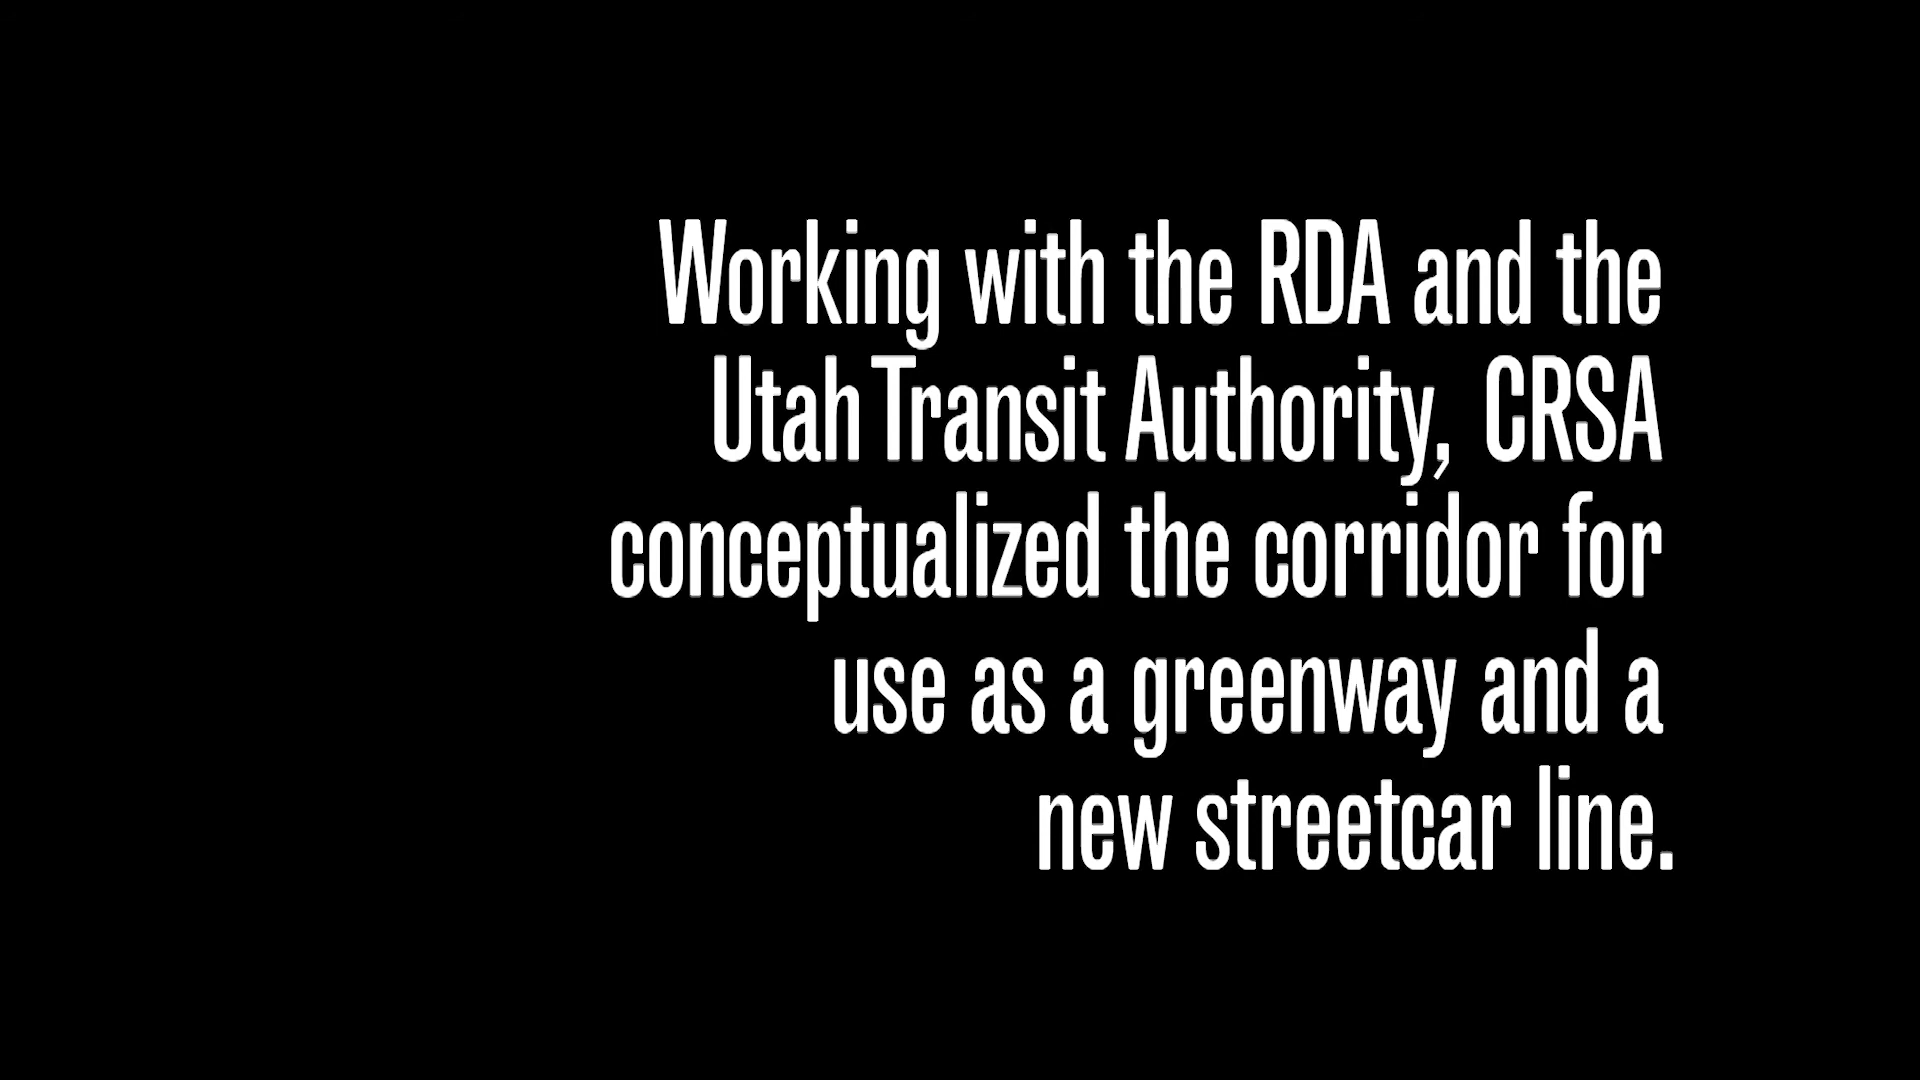 Working with the RDA and the
Utah Transit Authority, CRSA
conceptualized the corridor for
use as a greenway and a
new streetcar line.